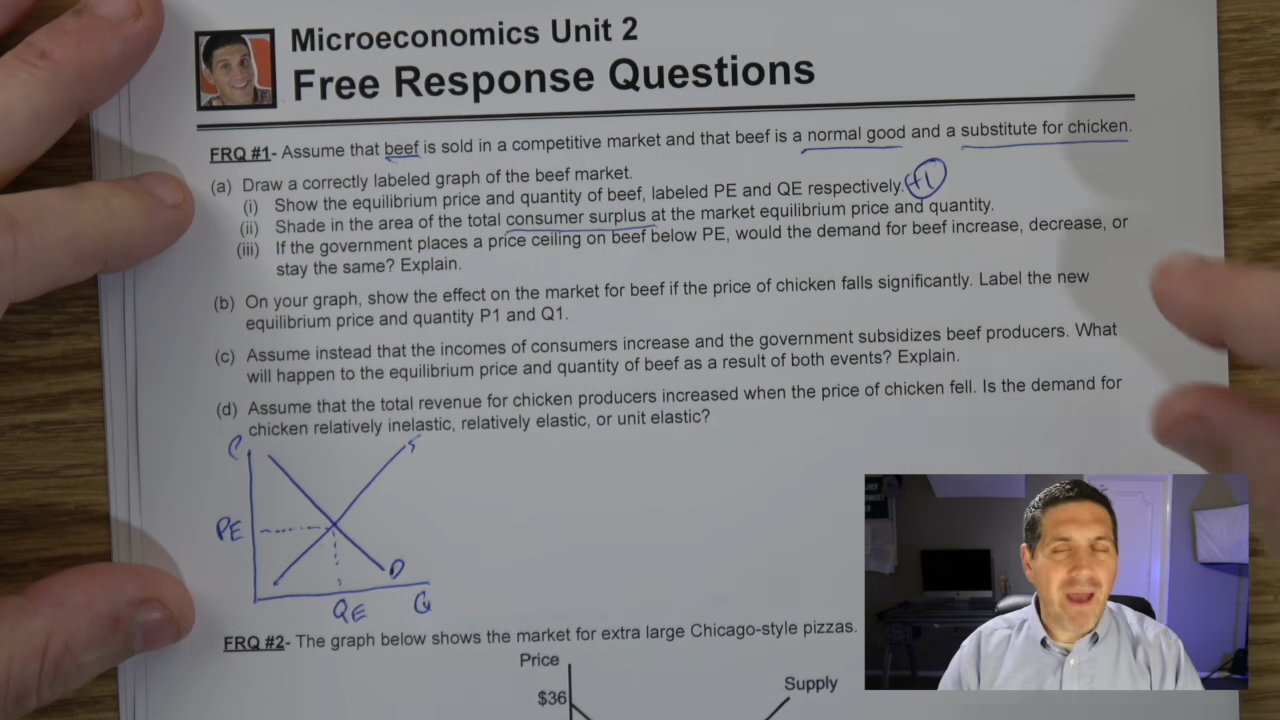 Microeconomics Unit 2
Free Response Questions
FRQ #1- Assume that beef is sold in a competitive market and that beef is a normal good and a substitute for chicken.
(a) Draw a correctly labeled graph of the beef market.
(i) Show the equilibrium price and quantity of beef, labeled PE and QE respectively. +1
(ii) Shade in the area of the total consumer surplus at the market equilibrium price and quantity.
(iii) If the government places a price ceiling on beef below PE, would the demand for beef increase, decrease, or
stay the same? Explain.
(b) On your graph, show the effect on the market for beef if the price of chicken falls significantly. Label the new
equilibrium price and quantity P1 and Q1.
(c) Assume instead that the incomes of consumers increase and the government subsidizes beef producers. What
will happen to the equilibrium price and quantity of beef as a result of both events? Explain.
(d) Assume that the total revenue for chicken producers increased when the price of chicken fell. Is the demand for
chicken relatively inelastic, relatively elastic, or unit elastic?
P S
PE
D
QE Q
FRQ #2- The graph below shows the market for extra large Chicago-style pizzas.
Price
$36
Supply